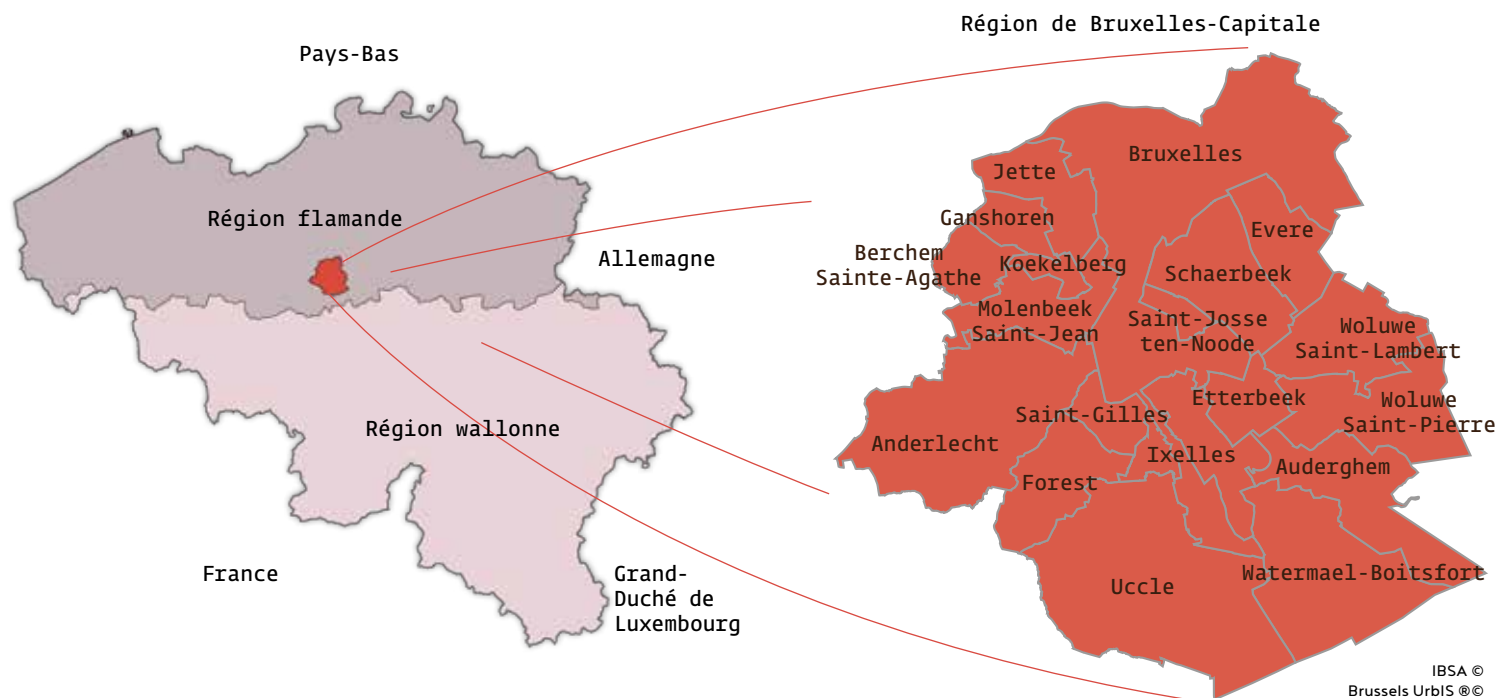 Région de Bruxelles-Capitale
Pays-Bas
Région flamande
Allemagne
Région wallonne
France
Grand-
Duché de
Luxembourg
Bruxelles
Jette
Ganshoren
Evere
Berchem
Sainte-Agathe
Koekelberg
Schaerbeek
Molenbeek
Saint-Jean
Saint-Josse
ten-Noode
Woluwe
Saint-Lambert
Etterbeek
Woluwe
Saint-Pierre
Saint-Gilles
Anderlecht
Ixelles
Auderghem
Forest
Uccle
Watermael-Boitsfort
IBSA ©
Brussels UrbIS ®©